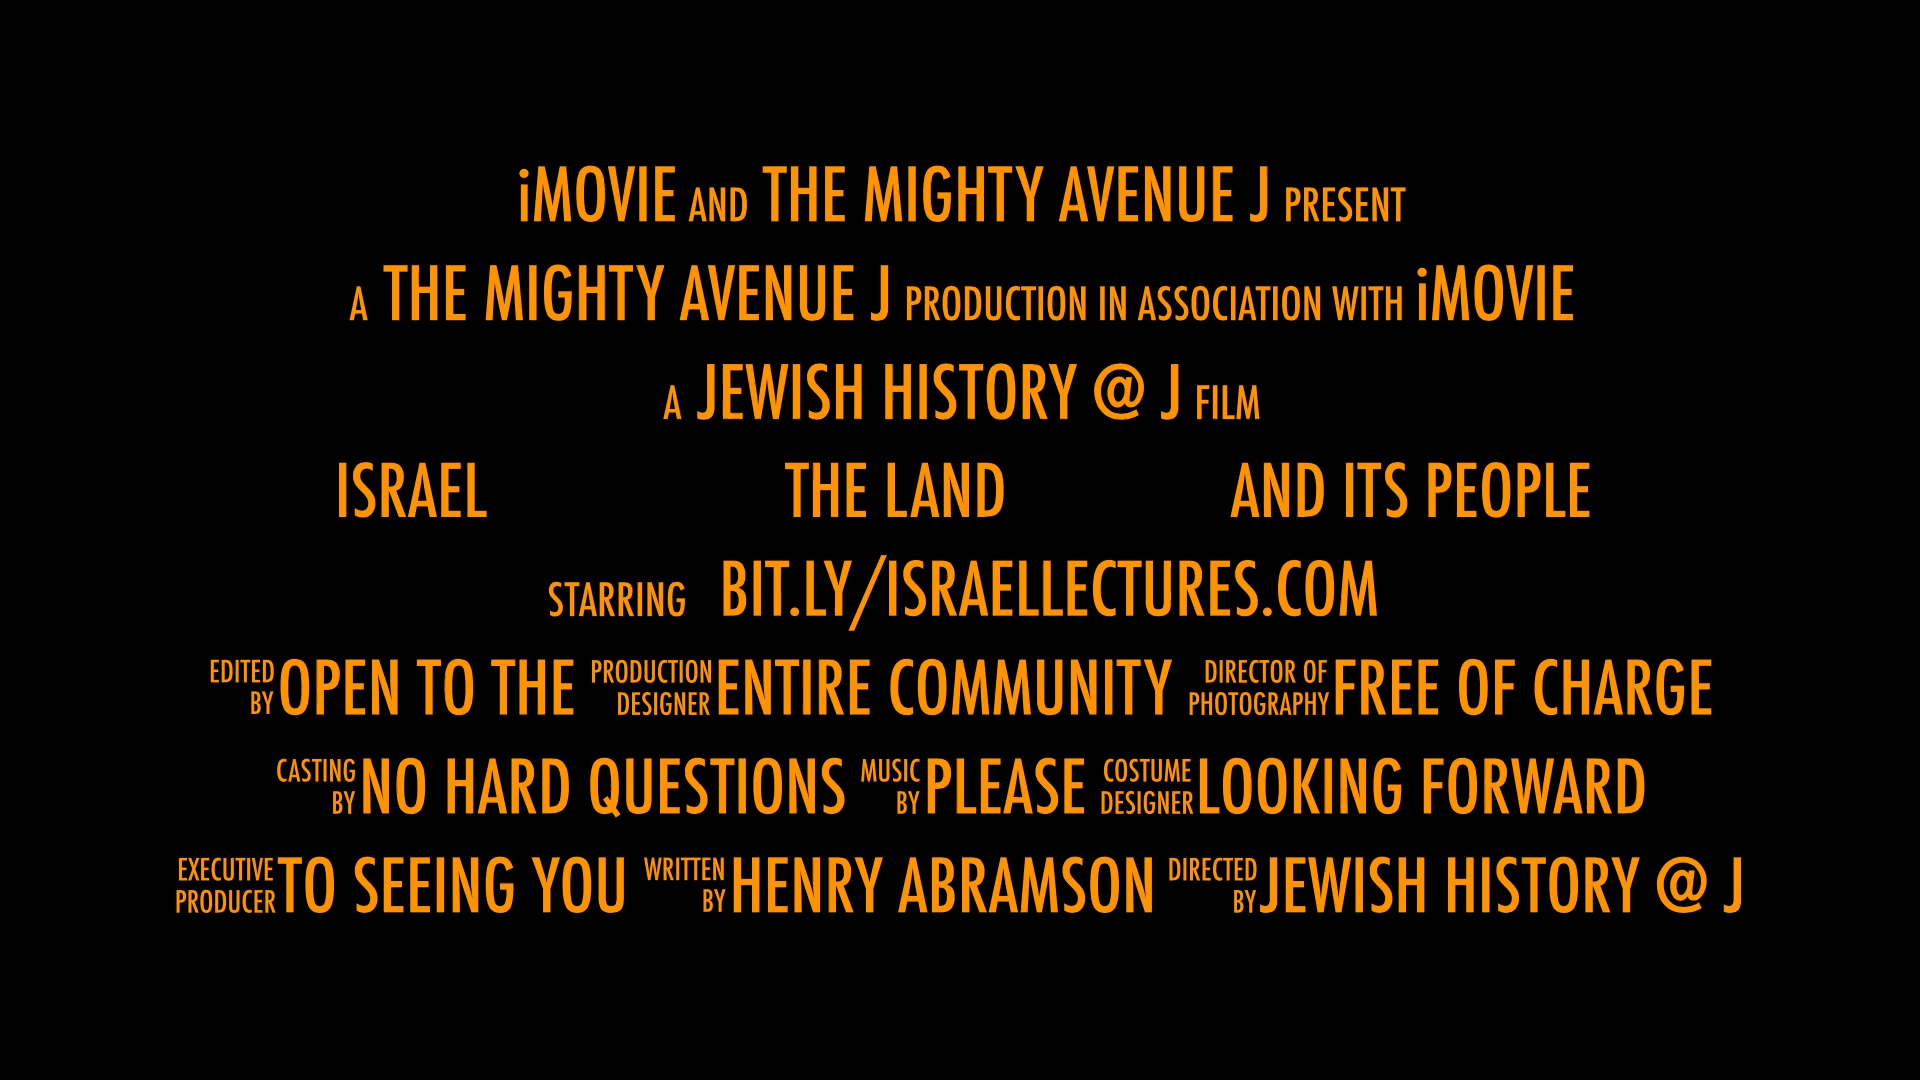 iMOVIE AND THE MIGHTY AVENUE J PRESENT
A THE MIGHTY AVENUE J PRODUCTION IN ASSOCIATION WITH iMOVIE
A JEWISH HISTORY @ J FILM
ISRAEL THE LAND AND ITS PEOPLE
STARRING BIT.LY/ISRAELLECTURES.COM
EDITED BY OPEN TO THE PRODUCTION DESIGNER ENTIRE COMMUNITY DIRECTOR OF PHOTOGRAPHY FREE OF CHARGE
CASTING BY NO HARD QUESTIONS MUSIC BY PLEASE COSTUME DESIGNER LOOKING FORWARD
EXECUTIVE PRODUCER TO SEEING YOU WRITTEN BY HENRY ABRAMSON DIRECTED BY JEWISH HISTORY @ J